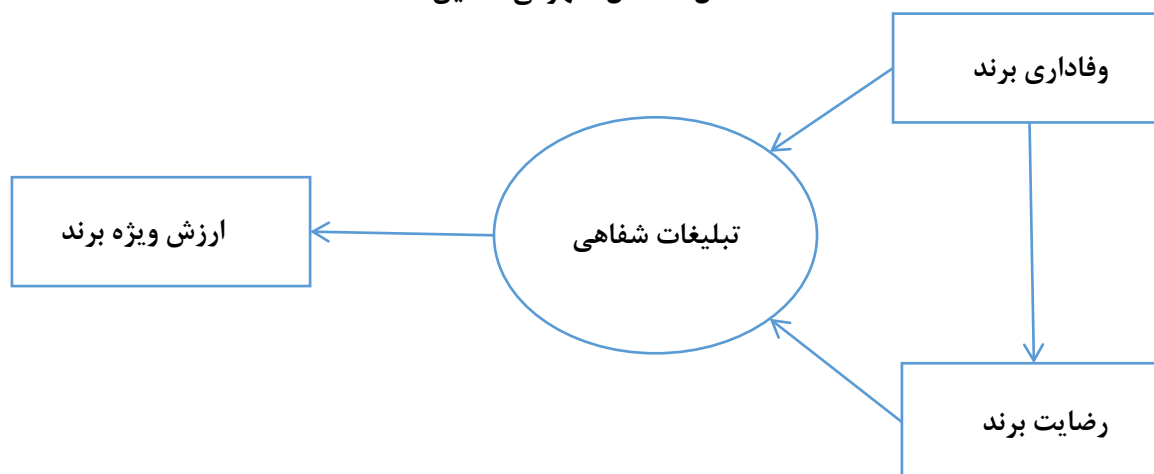 وفاداری برند
تبلیغات شفاهی
ارزش ویژه برند
رضایت برند